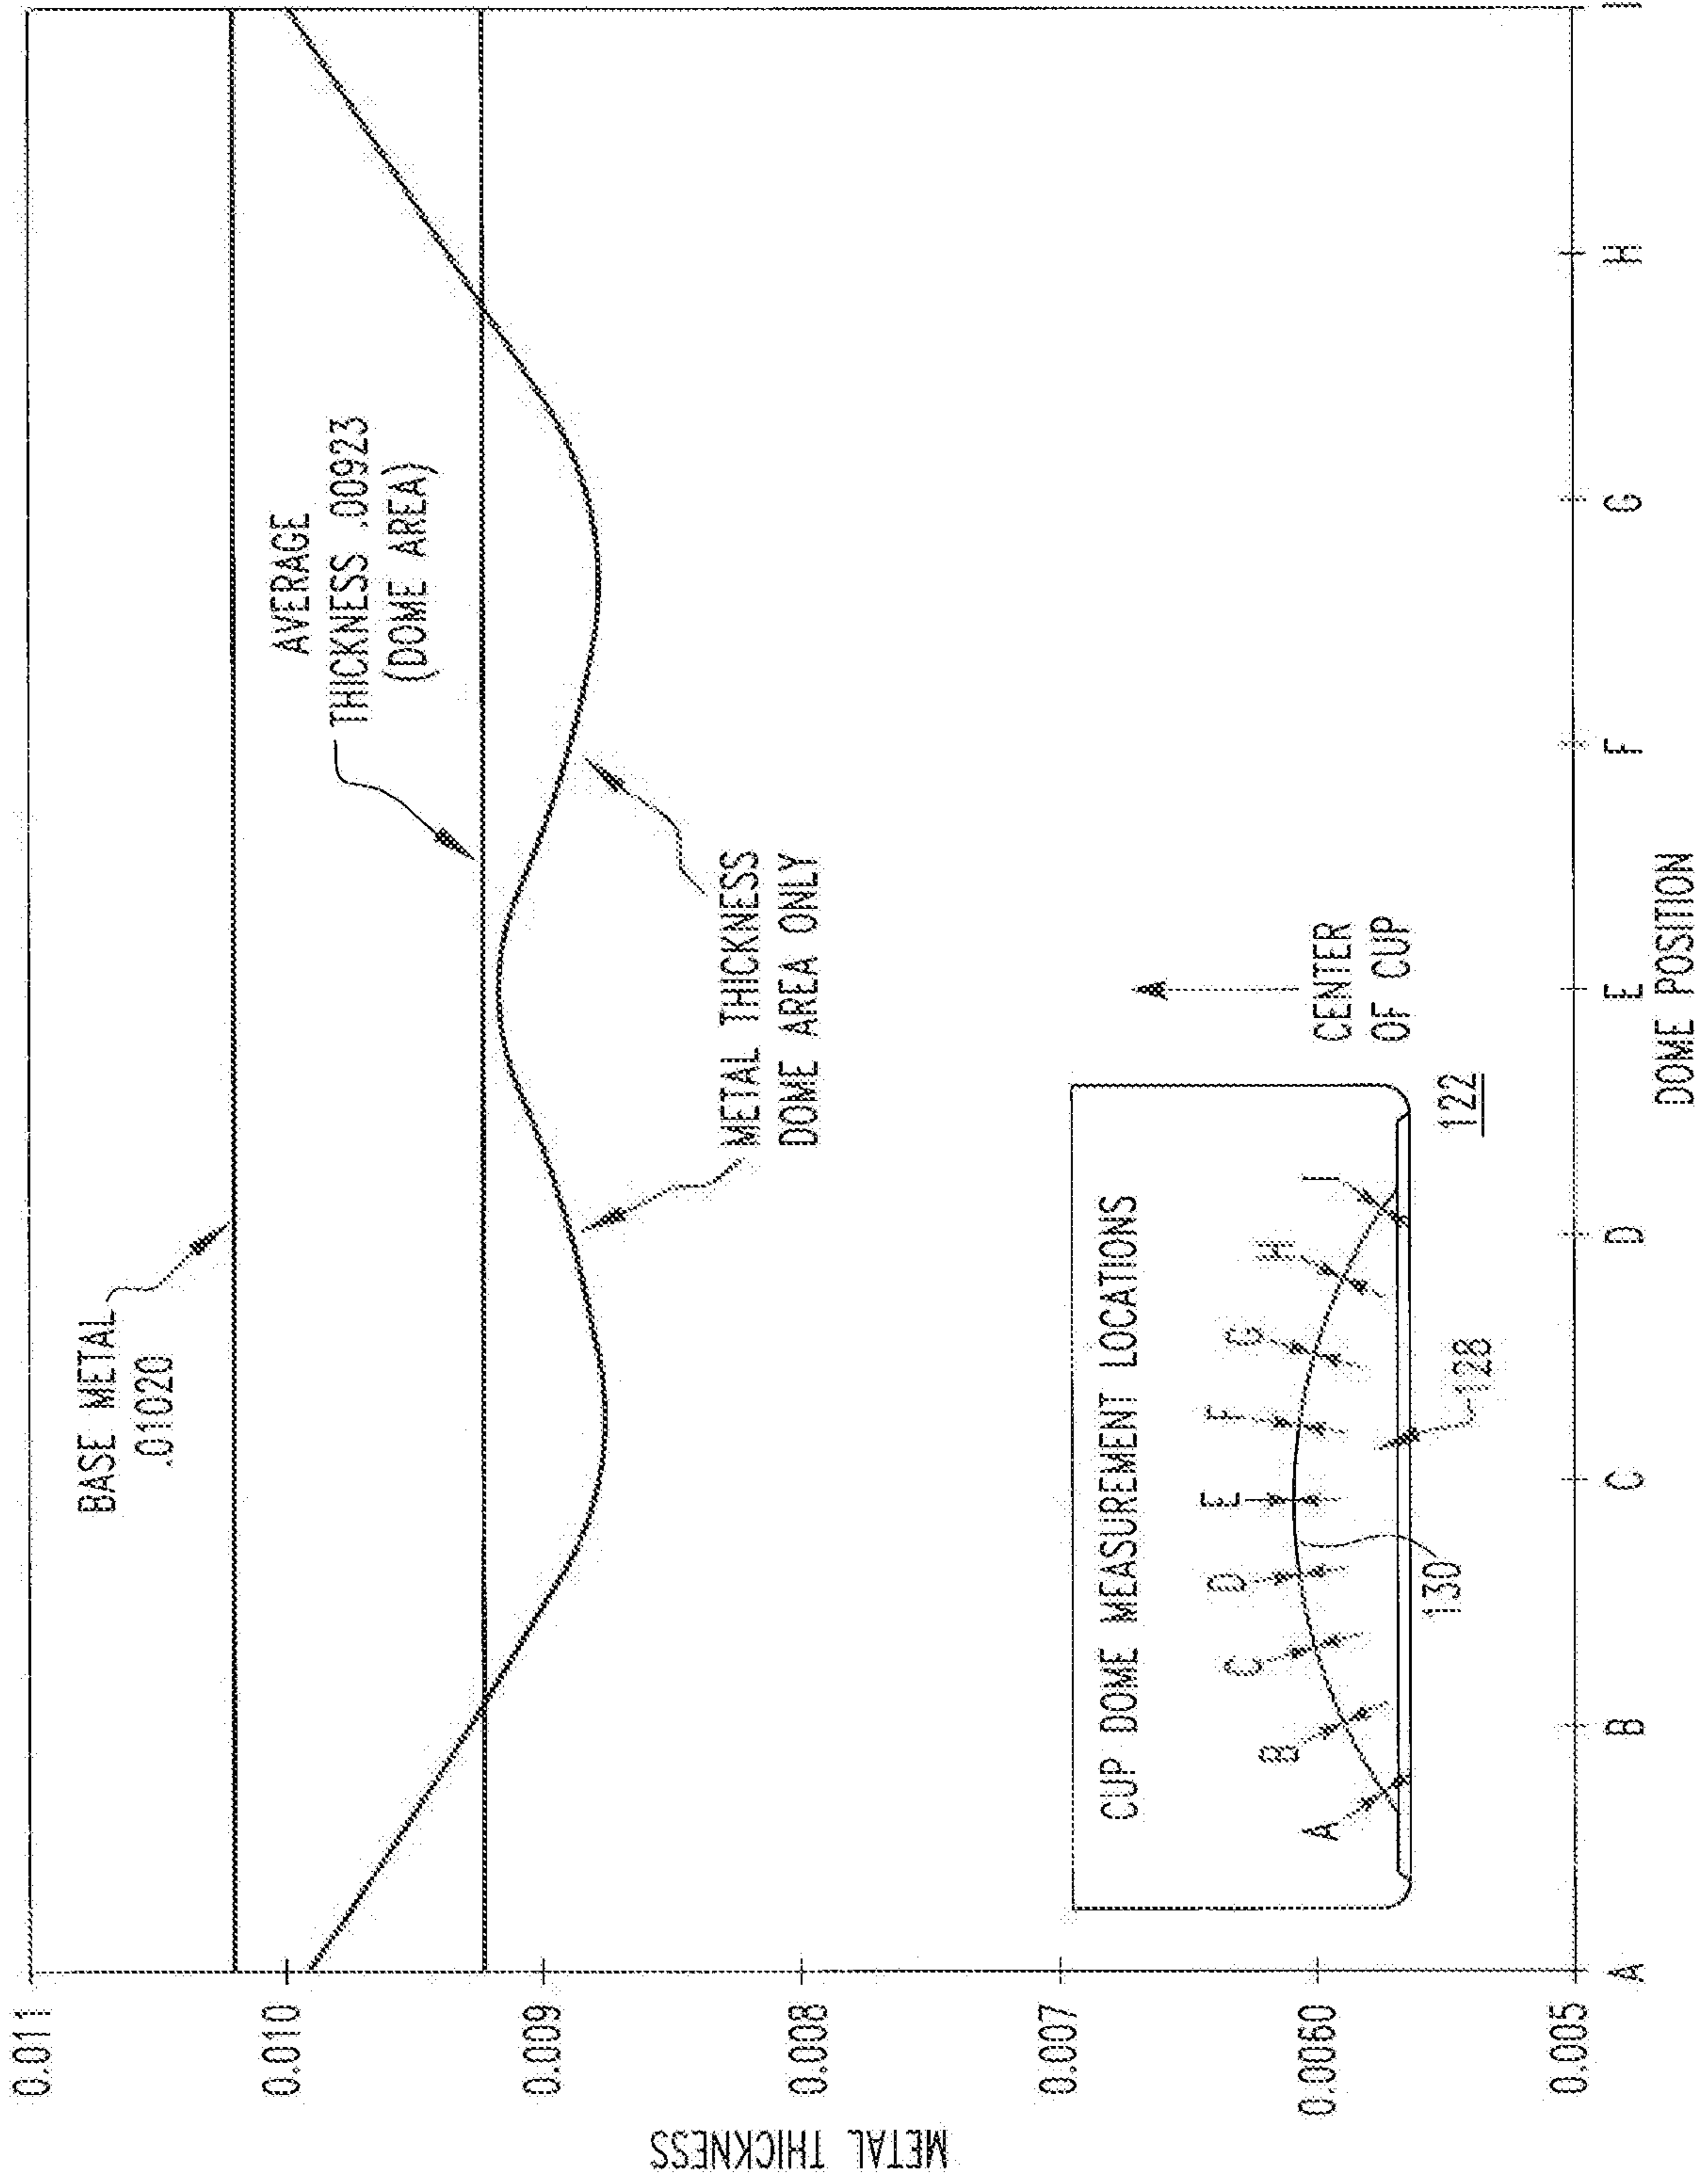 0.011
0.010
0.009
0.008
0.007
0.0060
0.005
METAL THICKNESS
BASE METAL
.01020
AVERAGE
THICKNESS .00923
(DOME AREA)
METAL THICKNESS
DOME AREA ONLY
CUP DOME MEASUREMENT LOCATIONS
A
B
C
D
E
F
G
H
I
130
128
122
CENTER
OF CUP
A
B
C
D
E
F
G
H
I
DOME POSITION